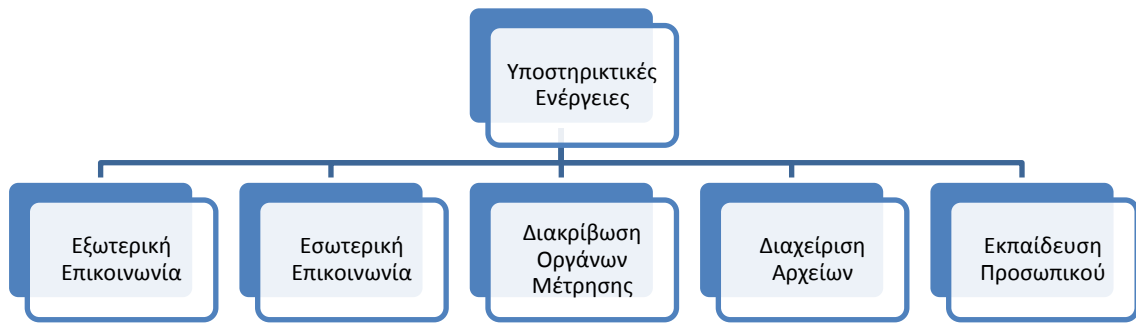 Υποστηρικτικές
Ενέργειες
Εξωτερική
Επικοινωνία
Εσωτερική
Επικοινωνία
Διακρίβωση
Οργάνων
Μέτρησης
Διαχείριση
Αρχείων
Εκπαίδευση
Προσωπικού